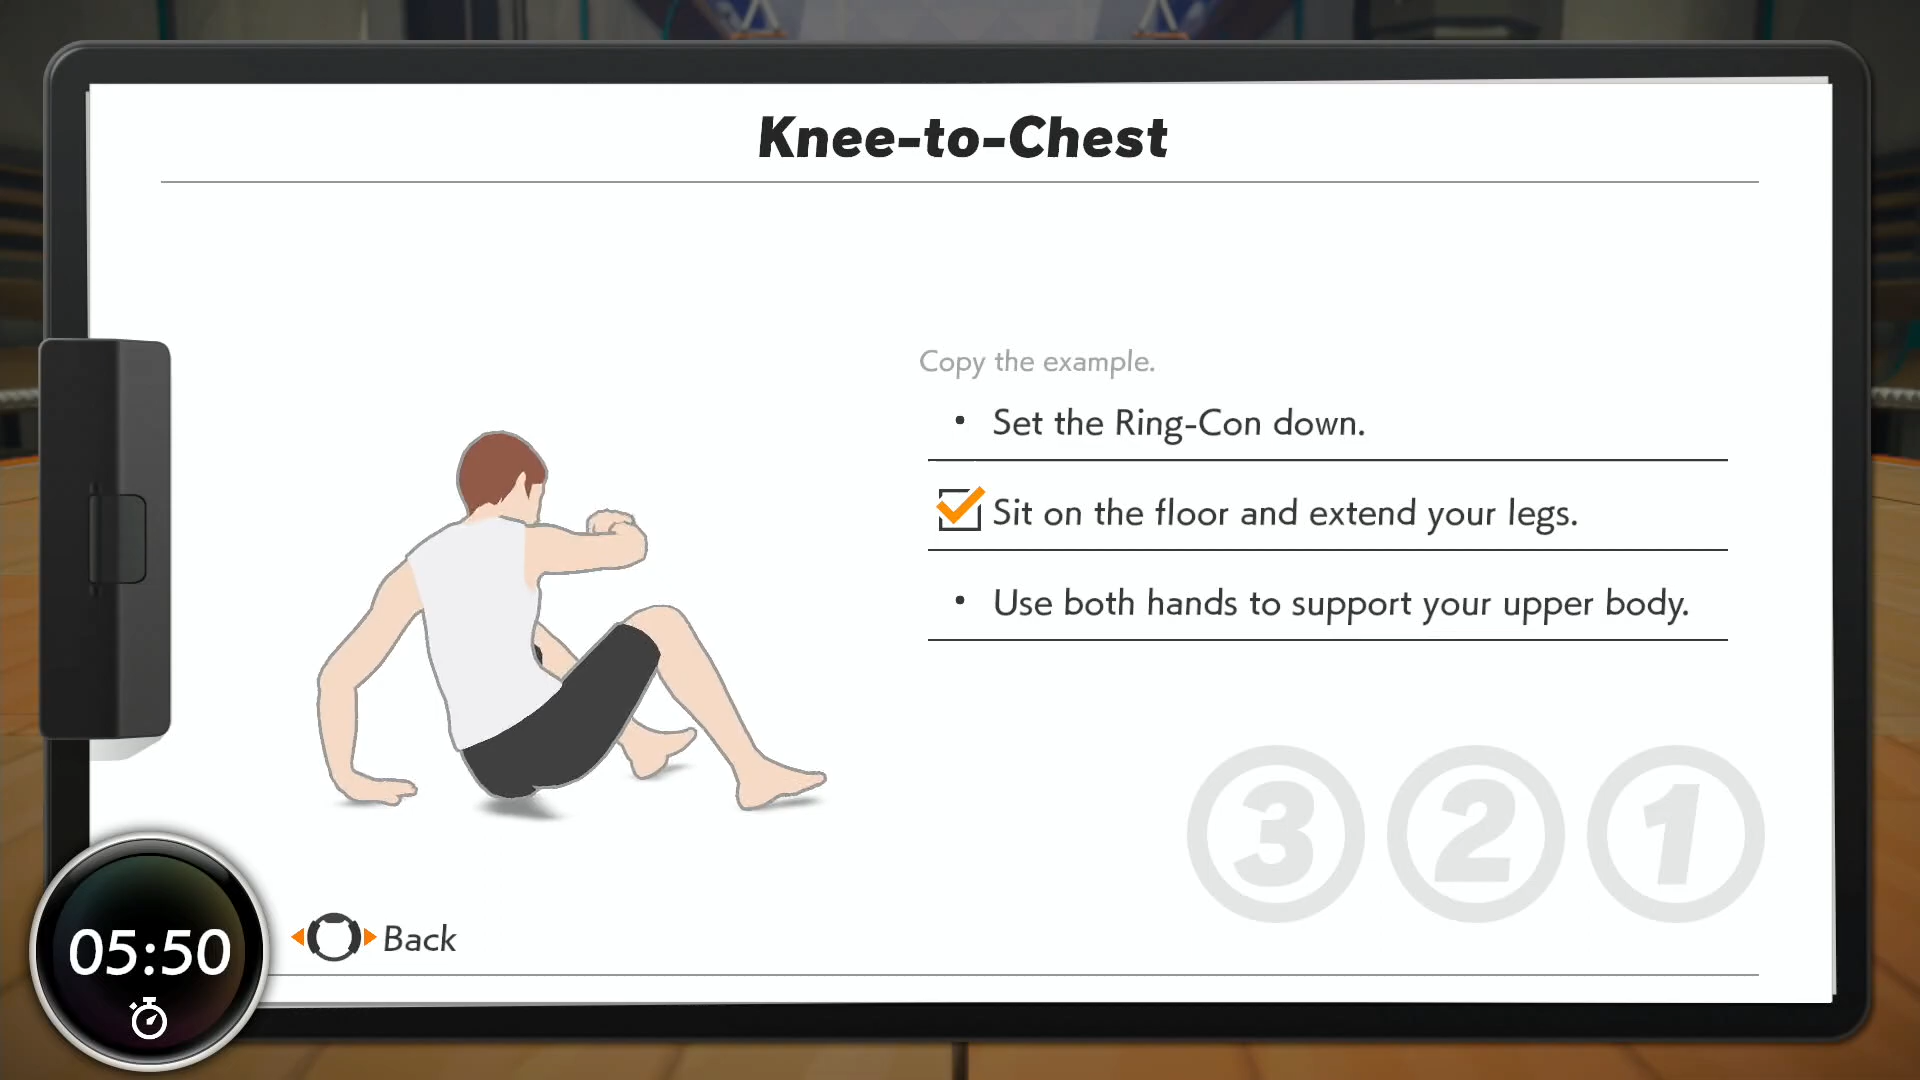 Knee-to-Chest
Copy the example.
• Set the Ring-Con down.
Sit on the floor and extend your legs.
• Use both hands to support your upper body.
3 2 1
Back
05:50